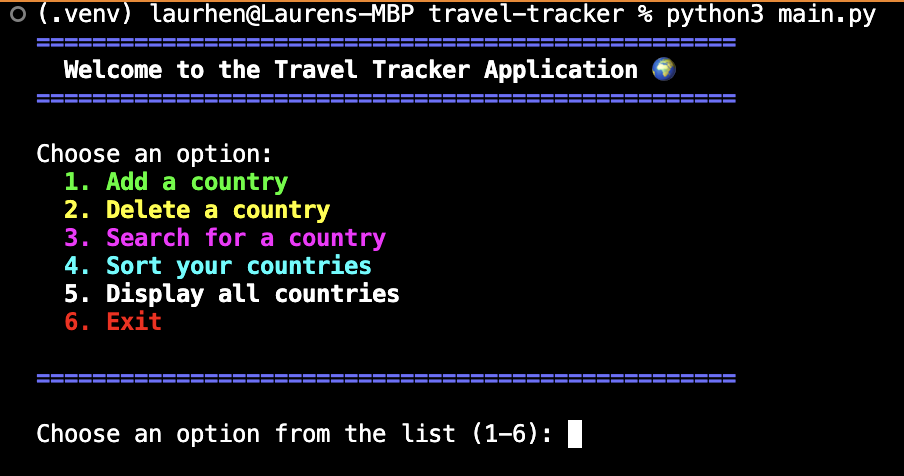 (.venv) laurhen@Laurens-MBP travel-tracker % python3 main.py
==================================================
Welcome to the Travel Tracker Application 🌍
==================================================
Choose an option:
1. Add a country
2. Delete a country
3. Search for a country
4. Sort your countries
5. Display all countries
6. Exit
==================================================
Choose an option from the list (1-6):